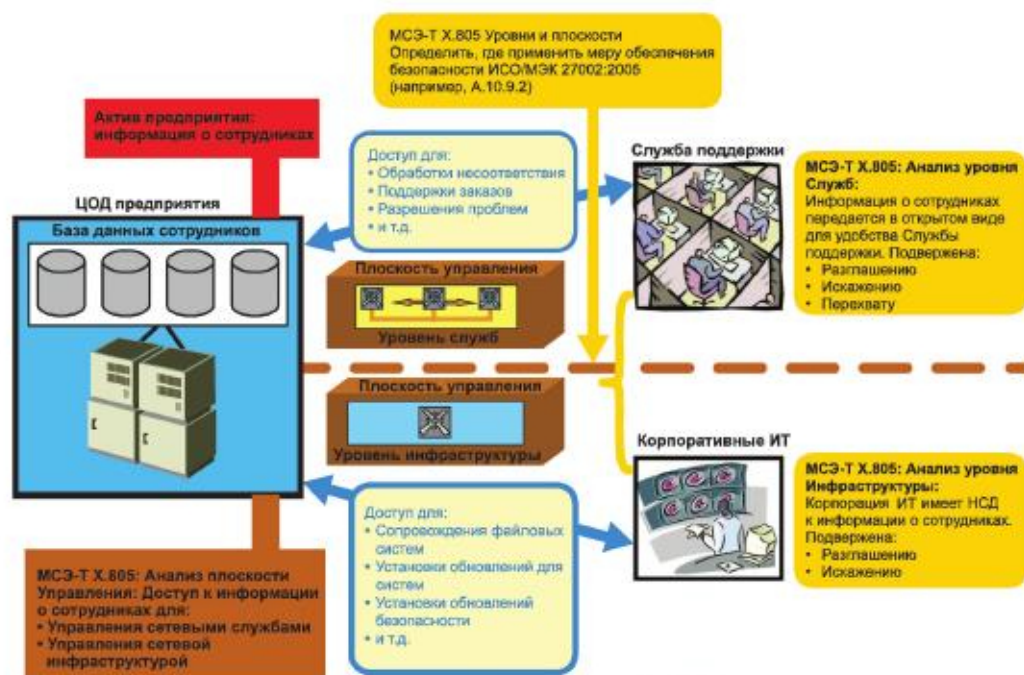 МСЭ-Т X.805 Уровни и плоскости
Определить, где применить меру обеспечения
безопасности ИСО/МЭК 27002:2005
(например, А.10.9.2)
Актив предприятия:
информация о сотрудниках
ЦОД предприятия
База данных сотрудников
Доступ для:
• Обработки несоответствия
• Поддержки заказов
• Разрешения проблем
• и т.д.
Служба поддержки
МСЭ-Т X.805: Анализ уровня
Служб:
Информация о сотрудниках
передается в открытом виде
для удобства Службы
поддержки. Подвержена:
• Разглашению
• Искажению
• Перехвату
Плоскость управления
Уровень служб
Плоскость управления
Уровень инфраструктуры
Корпоративные ИТ
МСЭ-Т X.805: Анализ уровня
Инфраструктуры:
Корпорация ИТ имеет НСД
к информации о сотрудниках.
Подвержена:
• Разглашению
• Искажению
Доступ для:
• Сопровождения файловых
систем
• Установки обновлений для
систем
• Установки обновлений
безопасности
• и т.д.
МСЭ-Т X.805: Анализ плоскости
Управления: Доступ к информации
о сотрудниках для:
• Управления сетевыми службами
• Управления сетевой
инфраструктурой